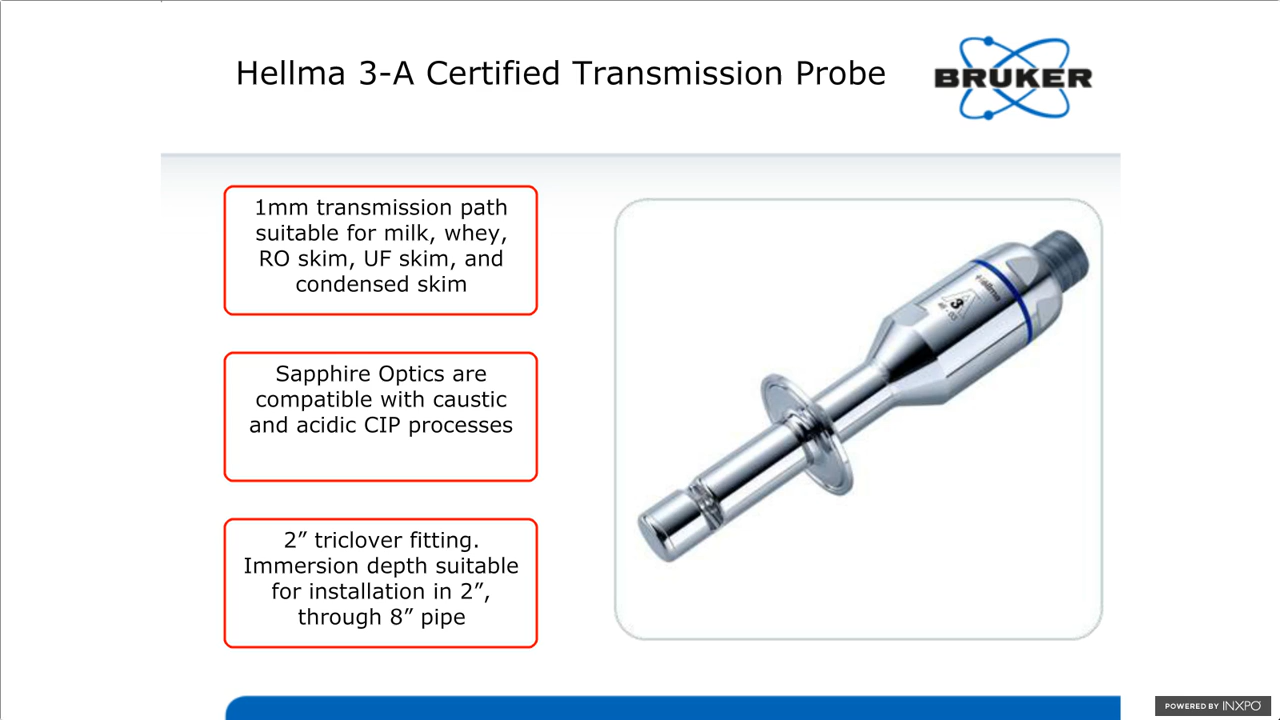 Hellma 3-A Certified Transmission Probe
BRUKER
1mm transmission path
suitable for milk, whey,
RO skim, UF skim, and
condensed skim
Sapphire Optics are
compatible with caustic
and acidic CIP processes
2” triclover fitting.
Immersion depth suitable
for installation in 2”,
through 8” pipe
Hellma
3
A
POWERED BY INXPO